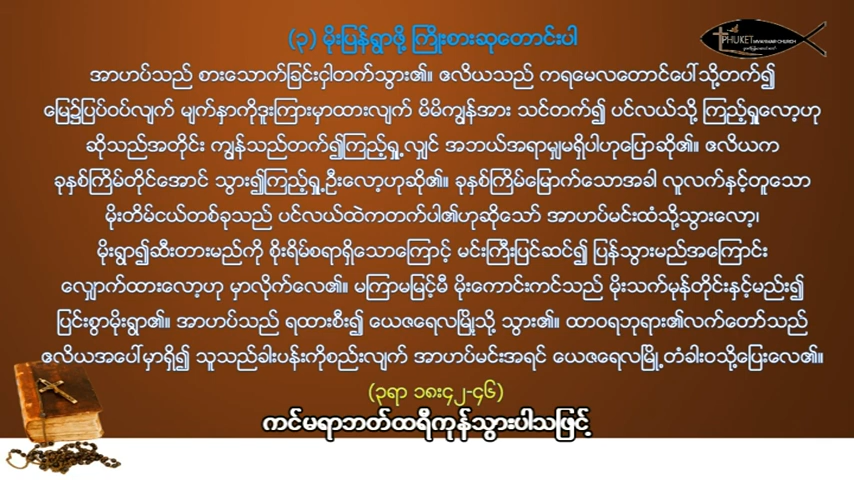 (၃) မိုးပြန်ရွာဖို့ ကြိုးစားဆုတောင်းပါ
PHUKET MYANMAR CHURCH
အာဟပ်သည် စားသောက်ခြင်းငှါတက်သွား၏။ ဧလိယသည် ကရမေလတောင်ပေါ်သို့တက်၍
မြေ၌ပြပ်ဝပ်လျက် မျက်နှာကိုဒူးကြားမှာထားလျက် မိမိကျွန်အား သင်တက်၍ ပင်လယ်သို့ ကြည့်ရှုလော့ဟု
ဆိုသည်အတိုင်း ကျွန်သည်တက်၍ကြည့်ရှု့လျှင် အဘယ်အရာမျှမရှိပါဟုပြောဆို၏။ ဧလိယက
ခုနှစ်ကြိမ်တိုင်အောင် သွား၍ကြည့်ရှု့ဦးလော့ဟုဆို၏။ ခုနှစ်ကြိမ်မြောက်သောအခါ လူလက်နှင့်တူသော
မိုးတိမ်ငယ်တစ်ခုသည် ပင်လယ်ထဲကတက်ပါ၏ဟုဆိုသော် အာဟပ်မင်းထံသို့သွားလော့၊
မိုးရွာ၍ဆီးတားမည်ကို စိုးရိမ်စရာရှိသောကြောင့် မင်းကြီးပြင်ဆင်၍ ပြန်သွားမည်အကြောင်း
လျှောက်ထားလော့ဟု မှာလိုက်လေ၏။ မကြာမမြင့်မီ မိုးကောင်းကင်သည် မိုးသက်မုန်တိုင်းနှင့်မည်း၍
ပြင်းစွာမိုးရွာ၏။ အာဟပ်သည် ရထားစီး၍ ယေဇရေလမြို့သို့ သွား၏။ ထာဝရဘုရား၏လက်တော်သည်
ဧလိယအပေါ်မှာရှိ၍ သူသည်ခါးပန်းကိုစည်းလျက် အာဟပ်မင်းအရင် ယေဇရေလမြို့တံခါးဝသို့ပြေးလေ၏။
(၃ရာ ၁၈း၄၂-၄၆)
ကင်မရာဘတ်ထရီကုန်သွားပါသဖြင့်